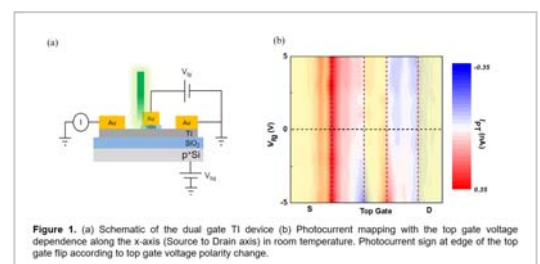 (a)
(b)
V_tg
I
Au
Au
Au
TI
SiO₂
p⁺Si
V_bg
V_tg (V)
5
0
-5
S
Top Gate
D
-0.35
I_PT (nA)
0.35
Figure 1. (a) Schematic of the dual gate TI device (b) Photocurrent mapping with the top gate voltage
dependence along the x-axis (Source to Drain axis) in room temperature. Photocurrent sign at edge of the top
gate flip according to top gate voltage polarity change.